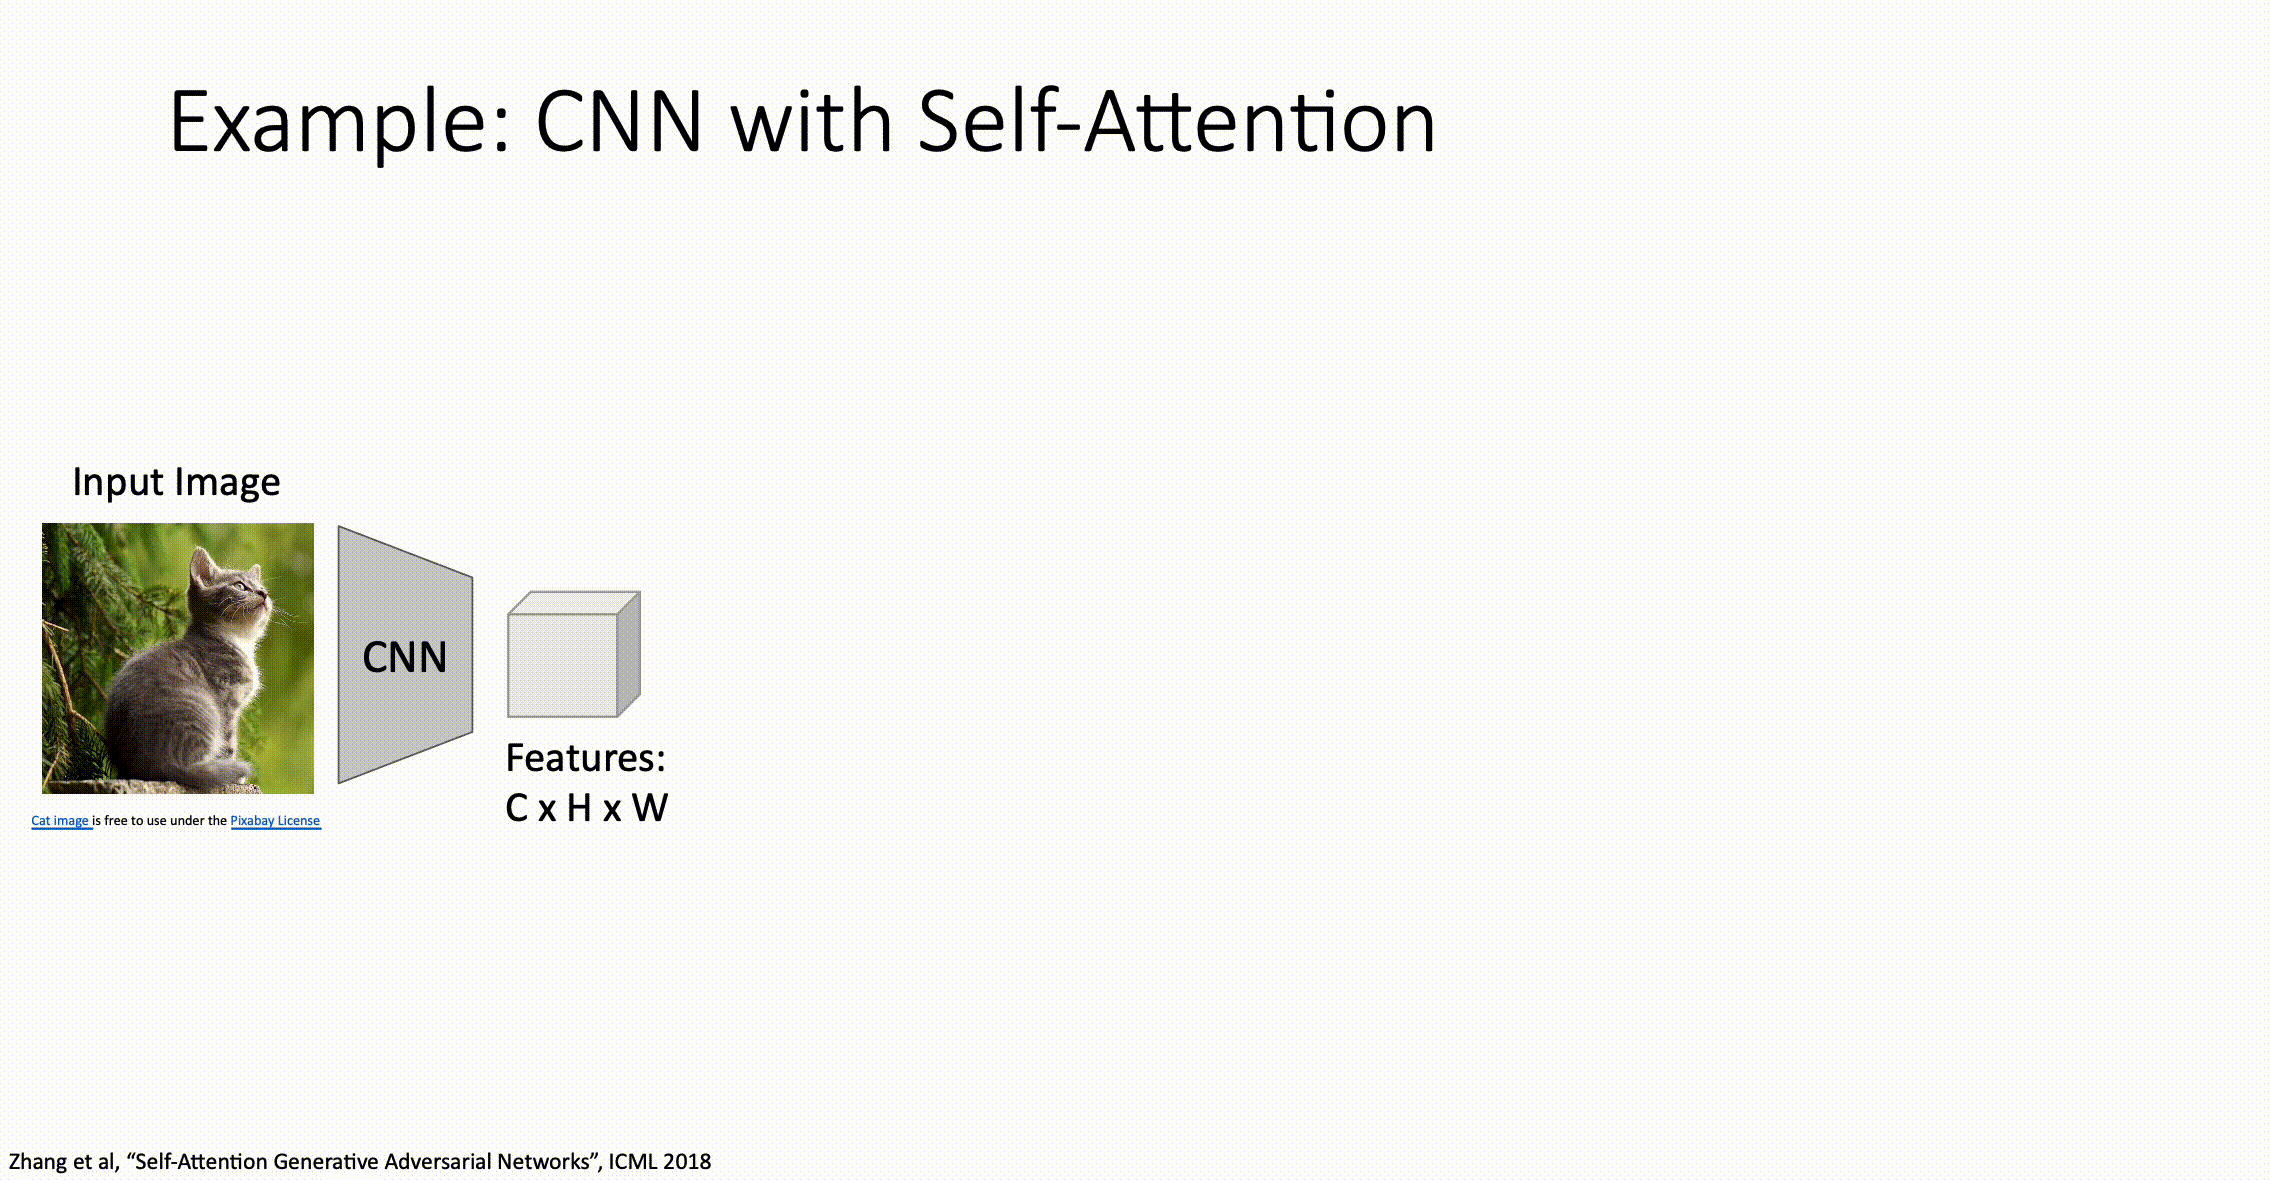 Example: CNN with Self-Attention
Input Image
CNN
Features:
C x H x W
Cat image is free to use under the Pixabay License
Zhang et al, “Self-Attention Generative Adversarial Networks”, ICML 2018